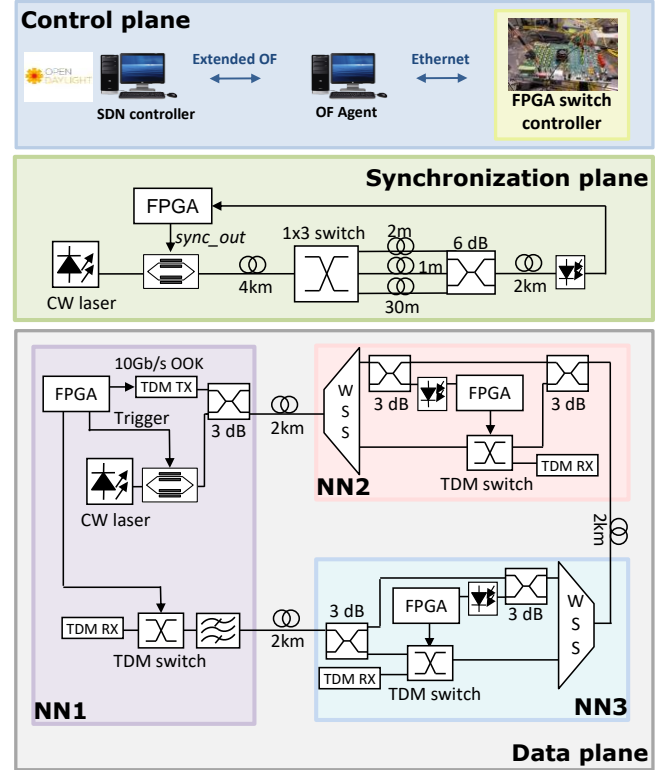 Control plane
OPEN
DAYLIGHT
Extended OF
Ethernet
SDN controller
OF Agent
FPGA switch
controller
Synchronization plane
FPGA
sync_out
1x3 switch
2m
6 dB
1m
CW laser
4km
30m
2km
10Gb/s OOK
FPGA
TDM TX
Trigger
3 dB
2km
CW laser
TDM RX
TDM switch
NN1
W
S
S
3 dB
FPGA
3 dB
TDM switch
TDM RX
NN2
2km
2km
3 dB
FPGA
3 dB
W
S
S
TDM RX
TDM switch
NN3
Data plane